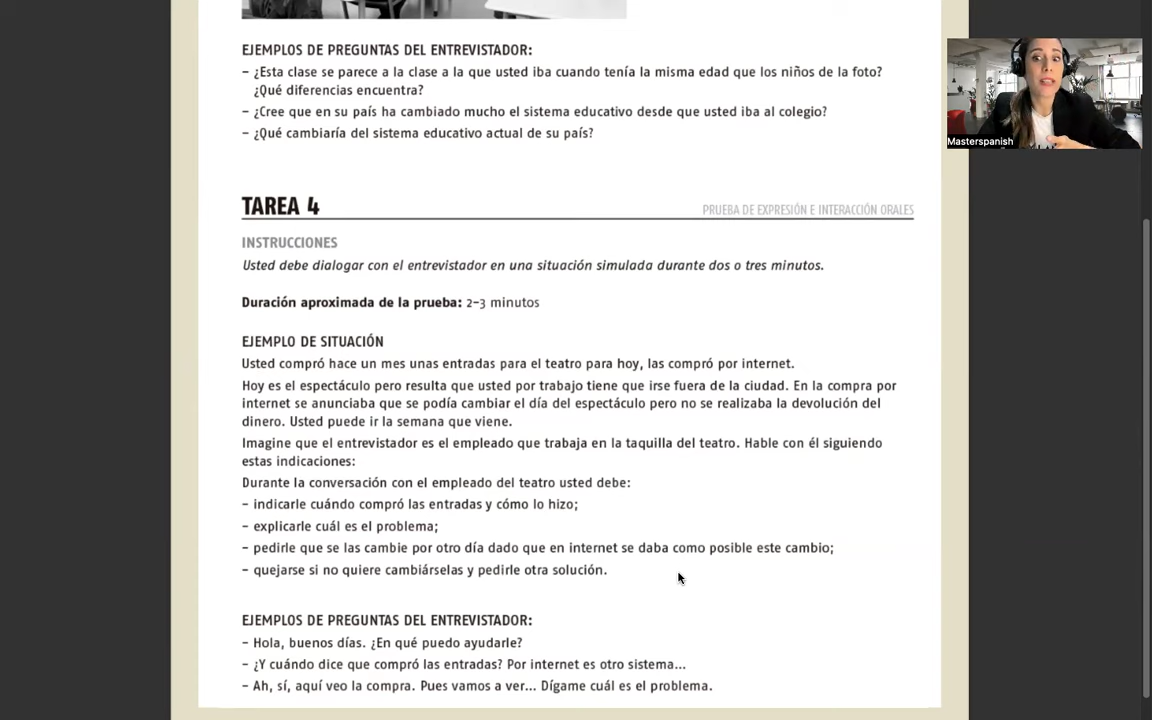 EJEMPLOS DE PREGUNTAS DEL ENTREVISTADOR:
– ¿Esta clase se parece a la clase a la que usted iba cuando tenía la misma edad que los niños de la foto?
¿Qué diferencias encuentra?
– ¿Cree que en su país ha cambiado mucho el sistema educativo desde que usted iba al colegio?
– ¿Qué cambiaría del sistema educativo actual de su país?
Masterspanish
TAREA 4
PRUEBA DE EXPRESIÓN E INTERACCIÓN ORALES
INSTRUCCIONES
Usted debe dialogar con el entrevistador en una situación simulada durante dos o tres minutos.
Duración aproximada de la prueba: 2–3 minutos
EJEMPLO DE SITUACIÓN
Usted compró hace un mes unas entradas para el teatro para hoy, las compró por internet.
Hoy es el espectáculo pero resulta que usted por trabajo tiene que irse fuera de la ciudad. En la compra por
internet se anunciaba que se podía cambiar el día del espectáculo pero no se realizaba la devolución del
dinero. Usted puede ir la semana que viene.
Imagine que el entrevistador es el empleado que trabaja en la taquilla del teatro. Hable con él siguiendo
estas indicaciones:
Durante la conversación con el empleado del teatro usted debe:
– indicarle cuándo compró las entradas y cómo lo hizo;
– explicarle cuál es el problema;
– pedirle que se las cambie por otro día dado que en internet se daba como posible este cambio;
– quejarse si no quiere cambiárselas y pedirle otra solución.
EJEMPLOS DE PREGUNTAS DEL ENTREVISTADOR:
– Hola, buenos días. ¿En qué puedo ayudarle?
– ¿Y cuándo dice que compró las entradas? Por internet es otro sistema...
– Ah, sí, aquí veo la compra. Pues vamos a ver... Dígame cuál es el problema.